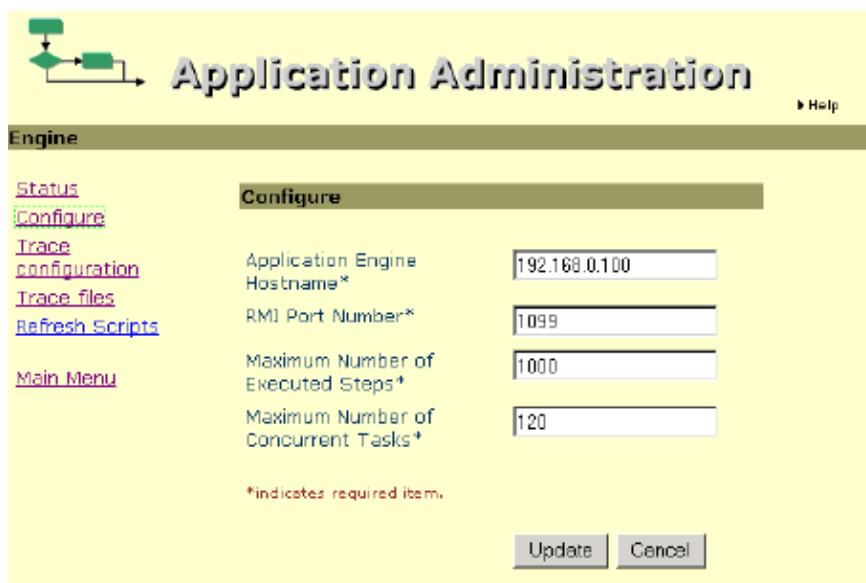 Application Administration
Help
Engine
Status
Configure
Trace
configuration
Trace files
Refresh Scripts
Main Menu
Configure
Application Engine
Hostname*
192.168.0.100
RMI Port Number*
1099
Maximum Number of
Executed Steps*
1000
Maximum Number of
Concurrent Tasks*
120
*indicates required item.
Update
Cancel